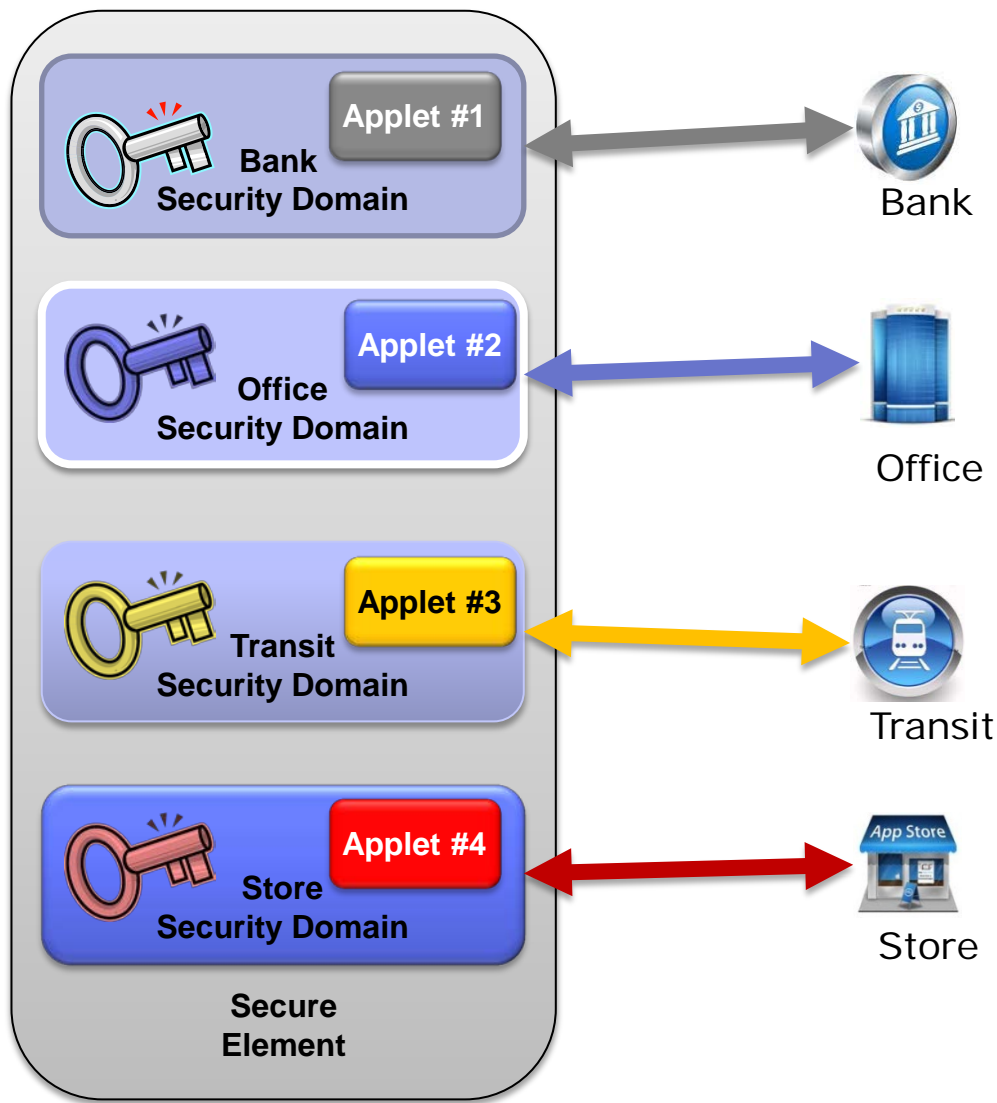 Applet #1
Bank
Security Domain
Bank
Applet #2
Office
Security Domain
Office
Applet #3
Transit
Security Domain
Transit
Applet #4
Store
Security Domain
App Store
Store
Secure
Element